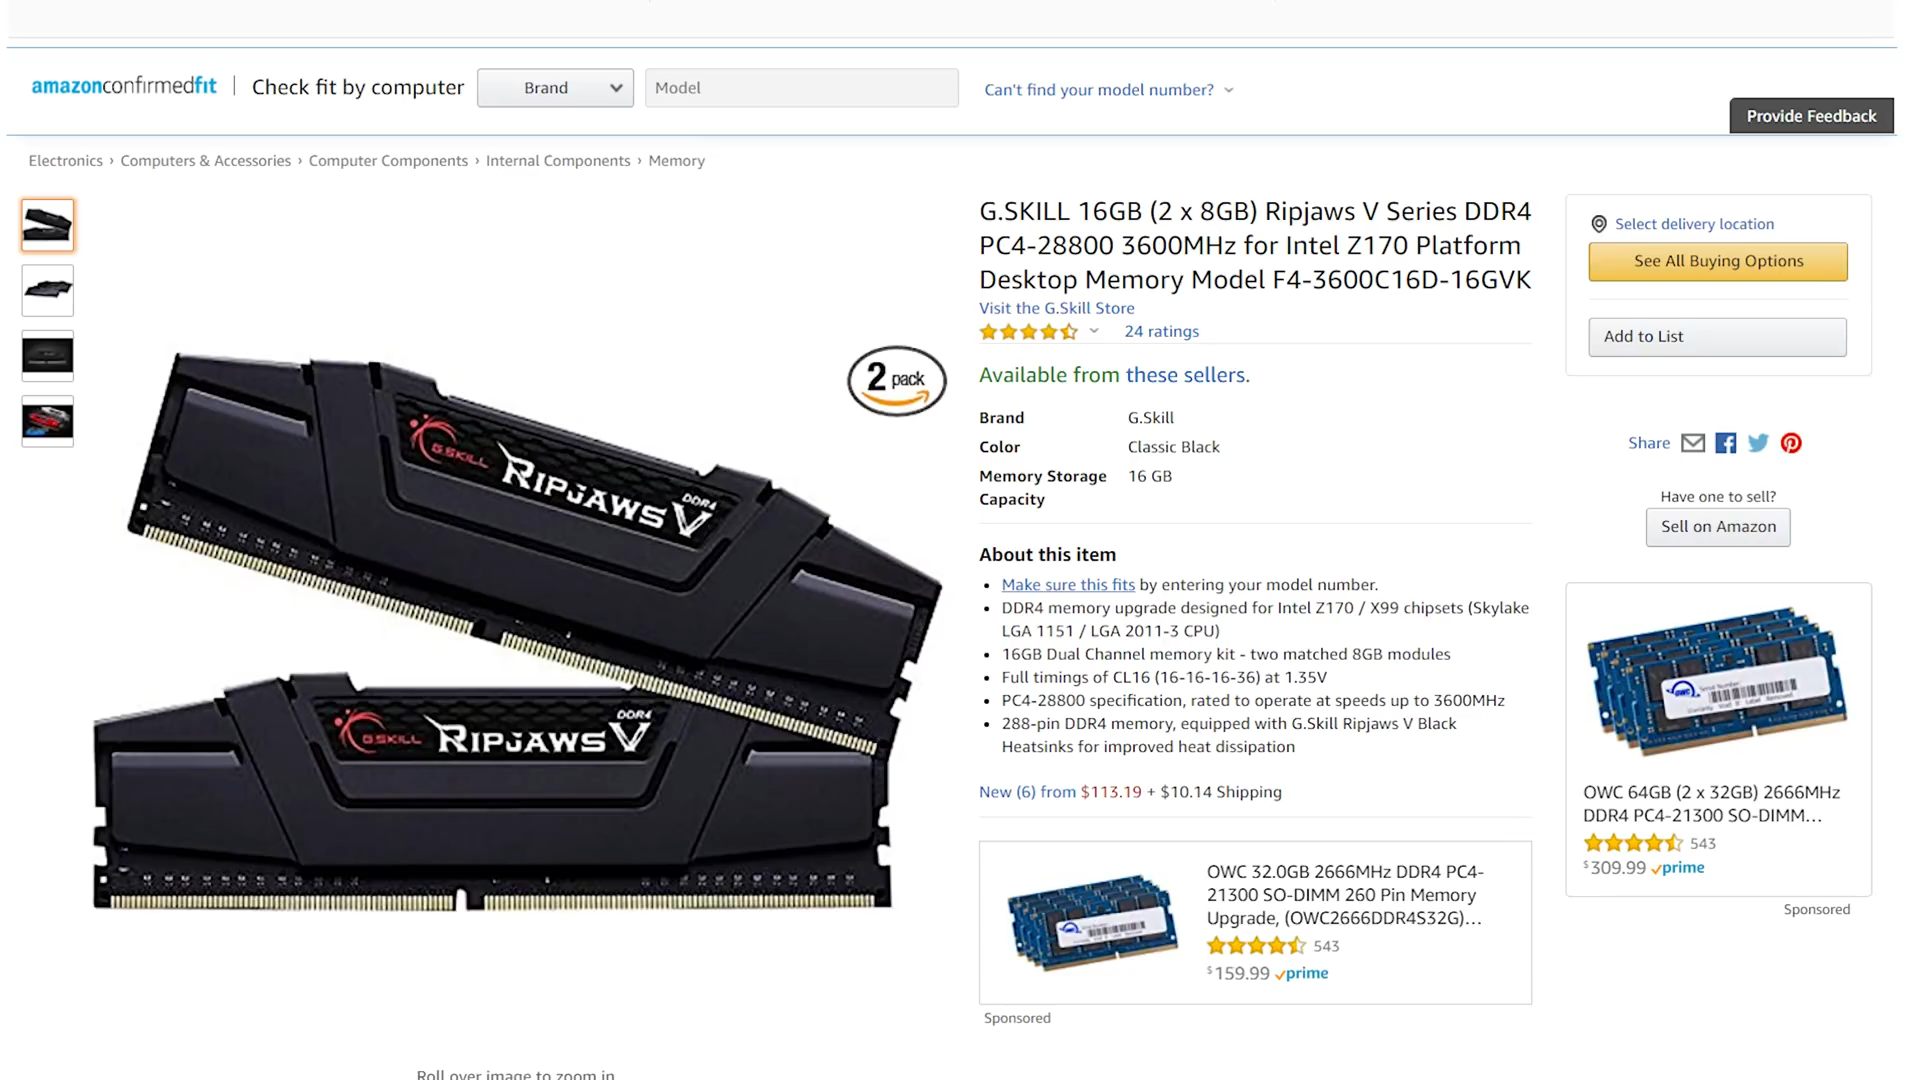 amazonconfirmedfit
Check fit by computer
Brand
Model
Can't find your model number?
Provide Feedback
Electronics › Computers & Accessories › Computer Components › Internal Components › Memory
G.SKILL 16GB (2 x 8GB) Ripjaws V Series DDR4
PC4-28800 3600MHz for Intel Z170 Platform
Desktop Memory Model F4-3600C16D-16GVK
Visit the G.Skill Store
24 ratings
Available from these sellers.
Brand G.Skill
Color Classic Black
Memory Storage 16 GB
Capacity
About this item
• Make sure this fits by entering your model number.
• DDR4 memory upgrade designed for Intel Z170 / X99 chipsets (Skylake
LGA 1151 / LGA 2011-3 CPU)
• 16GB Dual Channel memory kit - two matched 8GB modules
• Full timings of CL16 (16-16-16-36) at 1.35V
• PC4-28800 specification, rated to operate at speeds up to 3600MHz
• 288-pin DDR4 memory, equipped with G.Skill Ripjaws V Black
Heatsinks for improved heat dissipation
New (6) from $113.19 + $10.14 Shipping
OWC 32.0GB 2666MHz DDR4 PC4-
21300 SO-DIMM 260 Pin Memory
Upgrade, (OWC2666DDR4S32G)...
543
$159.99 prime
Sponsored
2 pack
G.SKILL
RIPJAWS V
DDR4
G.SKILL
RIPJAWS V
DDR4
Roll over image to zoom in
Select delivery location
See All Buying Options
Add to List
Share
Have one to sell?
Sell on Amazon
OWC
OWC 64GB (2 x 32GB) 2666MHz
DDR4 PC4-21300 SO-DIMM...
543
$309.99 prime
Sponsored